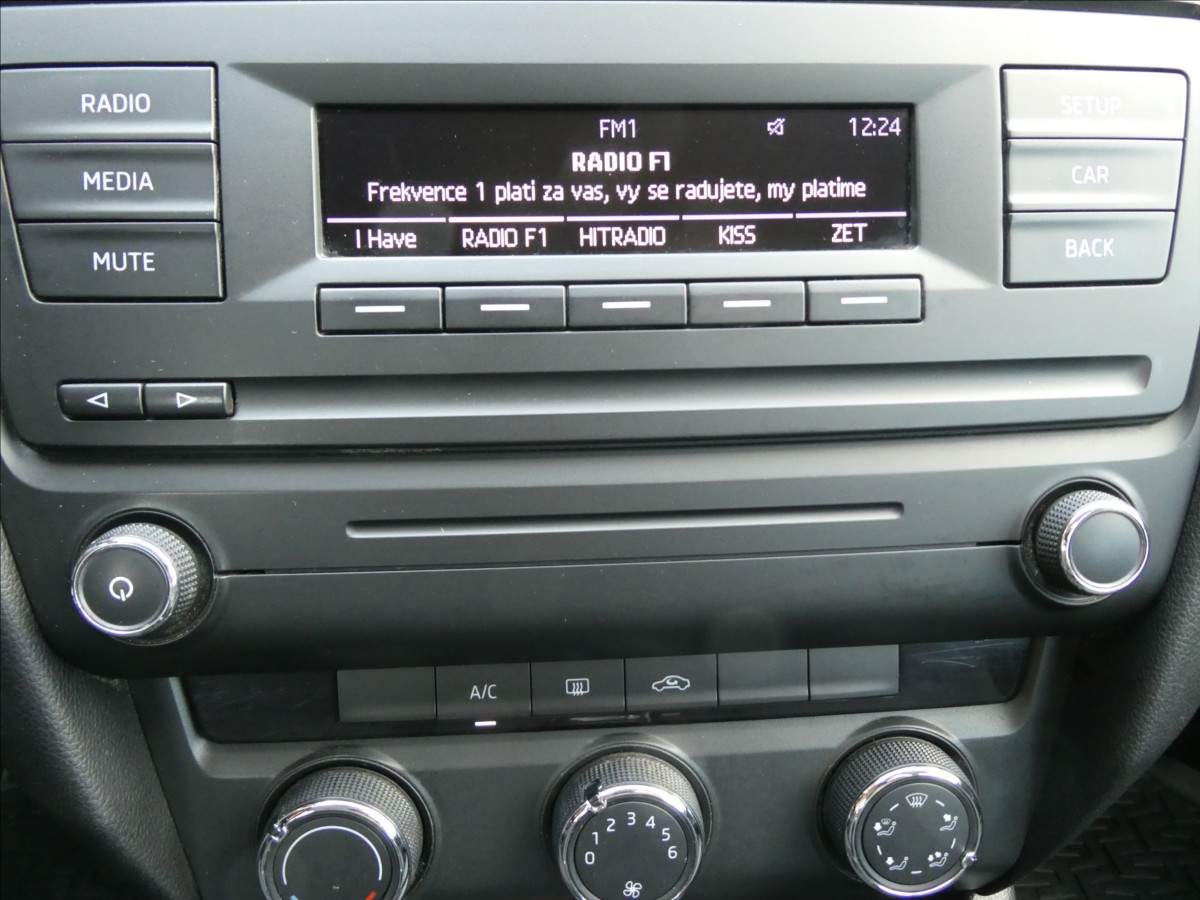 RADIO
MEDIA
MUTE
FM1 12:24
RADIO F1
Frekvence 1 plati za vas, vy se radujete, my platime
I Have RADIO F1 HITRADIO KISS ZET
SETUP
CAR
BACK
A/C
0 1 2 3 4 5 6